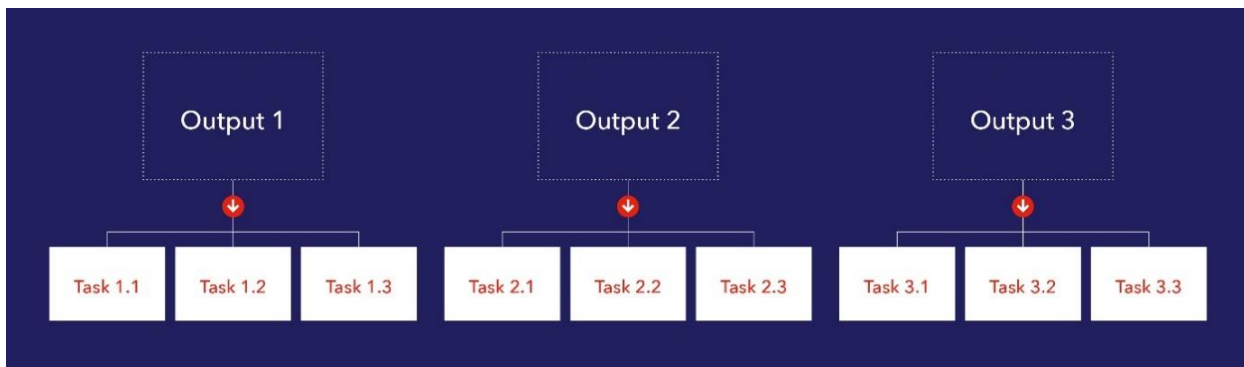 Output 1
Output 2
Output 3
Task 1.1
Task 1.2
Task 1.3
Task 2.1
Task 2.2
Task 2.3
Task 3.1
Task 3.2
Task 3.3